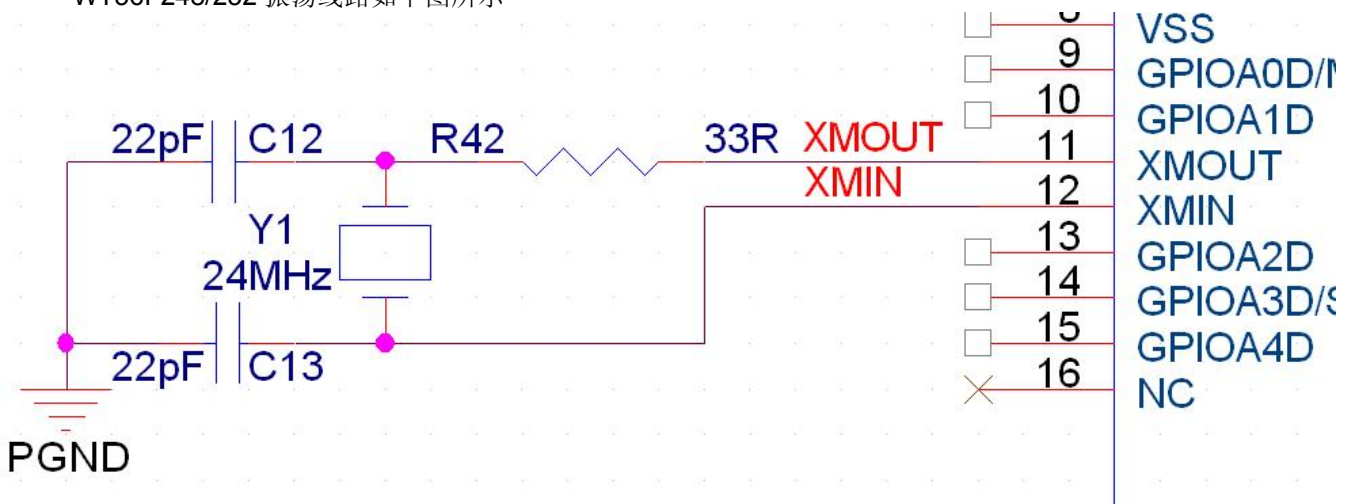 VSS
9
GPIOA0D/
10
GPIOA1D
22pF C12 R42 33R XMOUT 11 XMOUT
XMIN 12 XMIN
Y1 13 GPIOA2D
24MHz 14 GPIOA3D/
15 GPIOA4D
22pF C13 16 NC
PGND